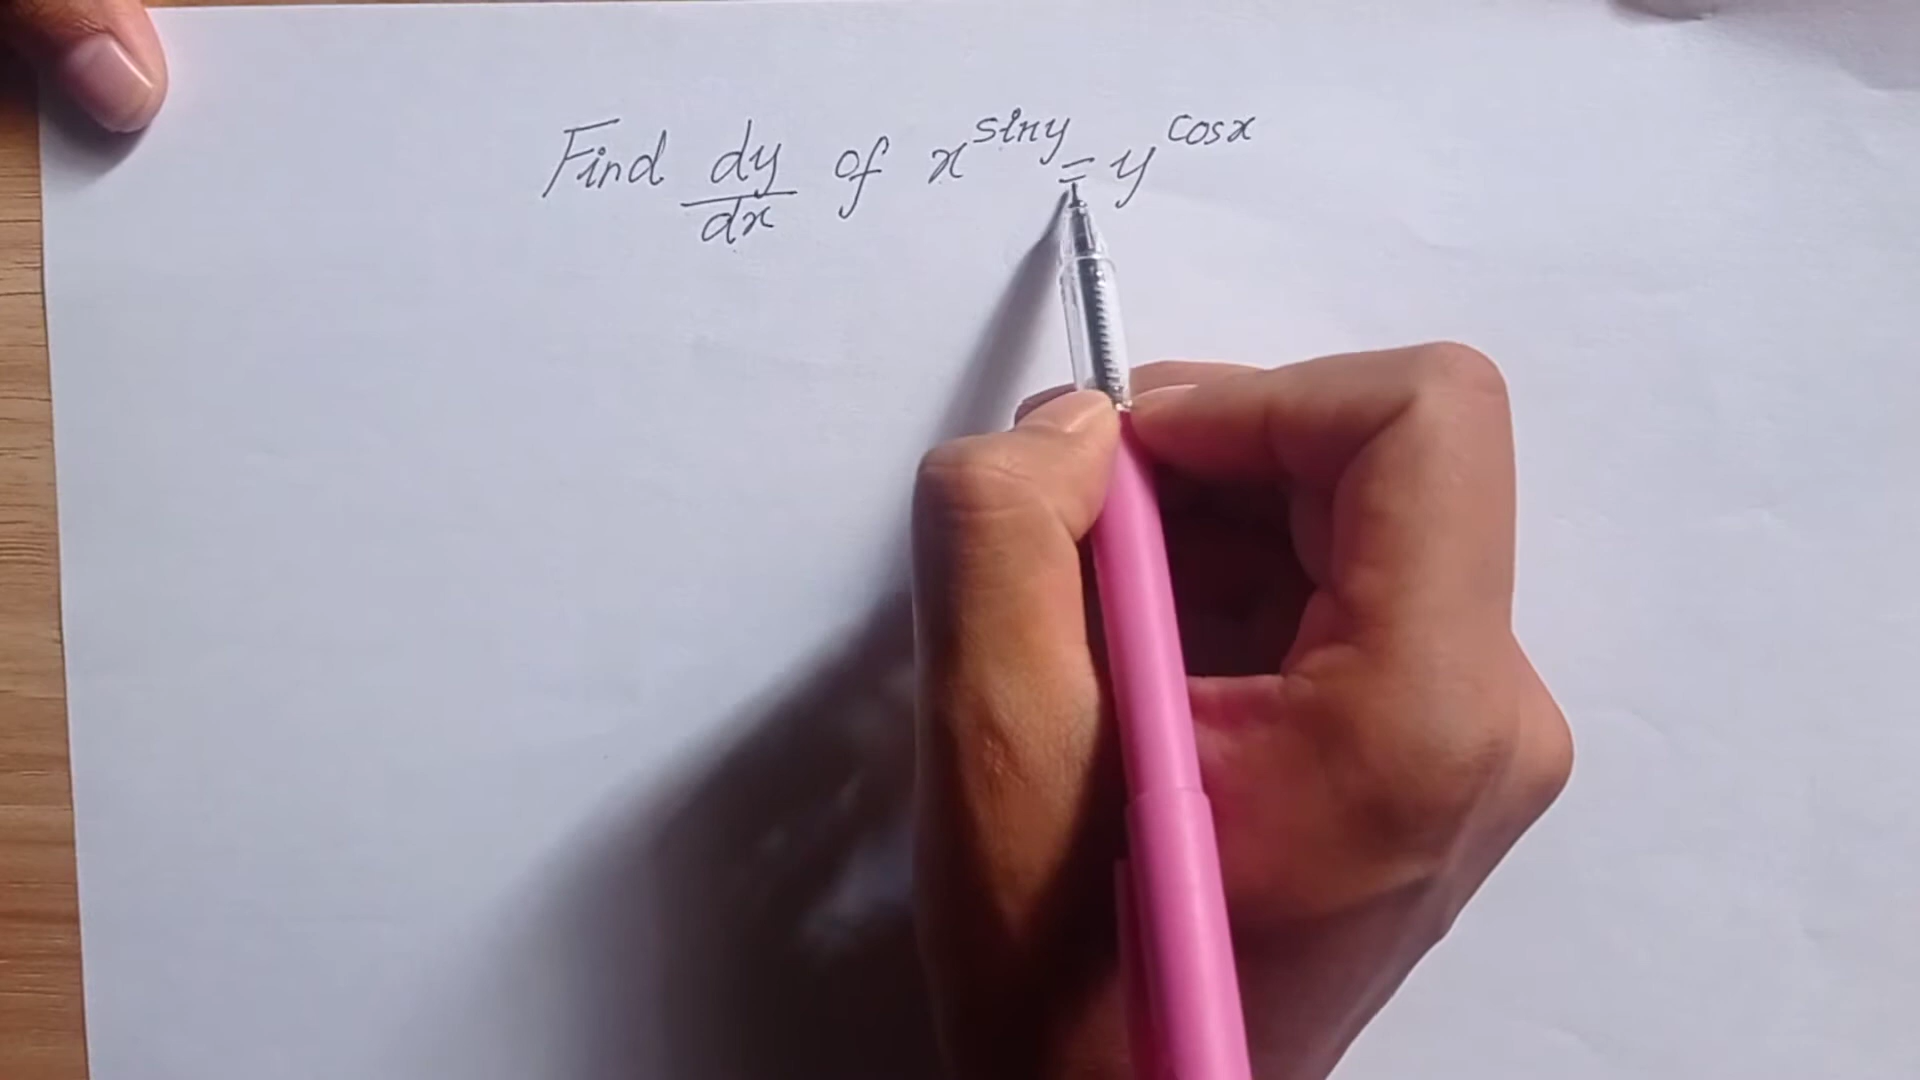 Find dy/dx of x^siny = y^cosx